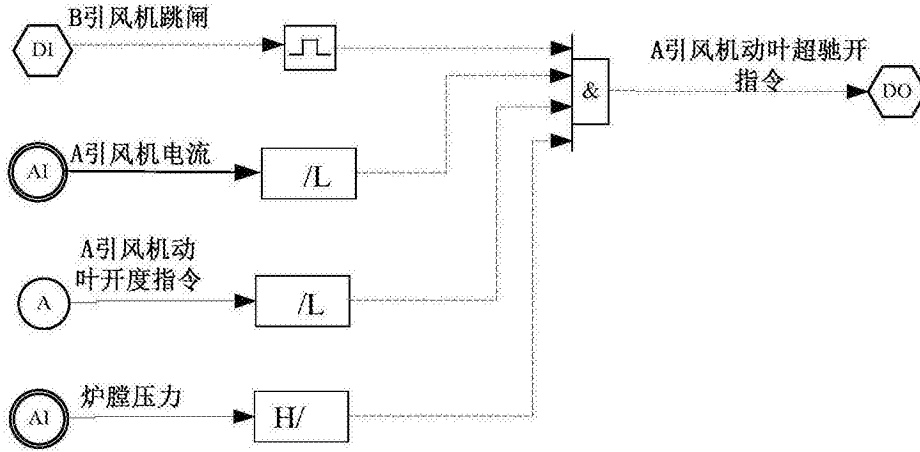 B引风机跳闸
DI
A引风机动叶超驰开
指令
&
DO
A引风机电流
AI
/L
A引风机动
叶开度指令
A
/L
炉膛压力
AI
H/